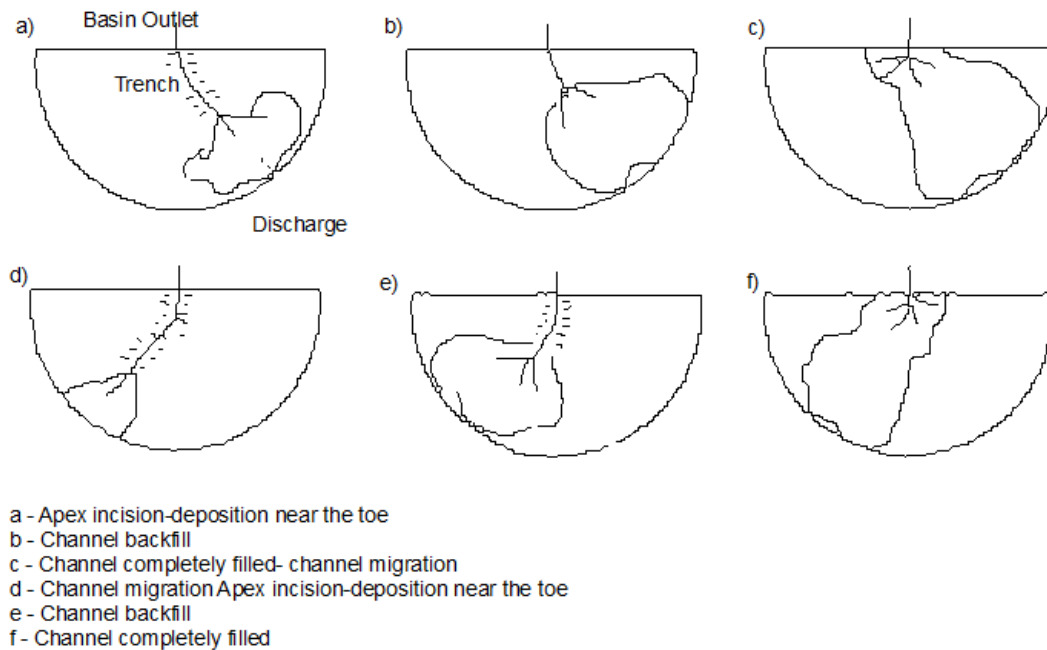 Basin Outlet
a)
b)
c)
Trench
Discharge
d)
e)
f)
a - Apex incision-deposition near the toe
b - Channel backfill
c - Channel completely filled- channel migration
d - Channel migration Apex incision-deposition near the toe
e - Channel backfill
f - Channel completely filled